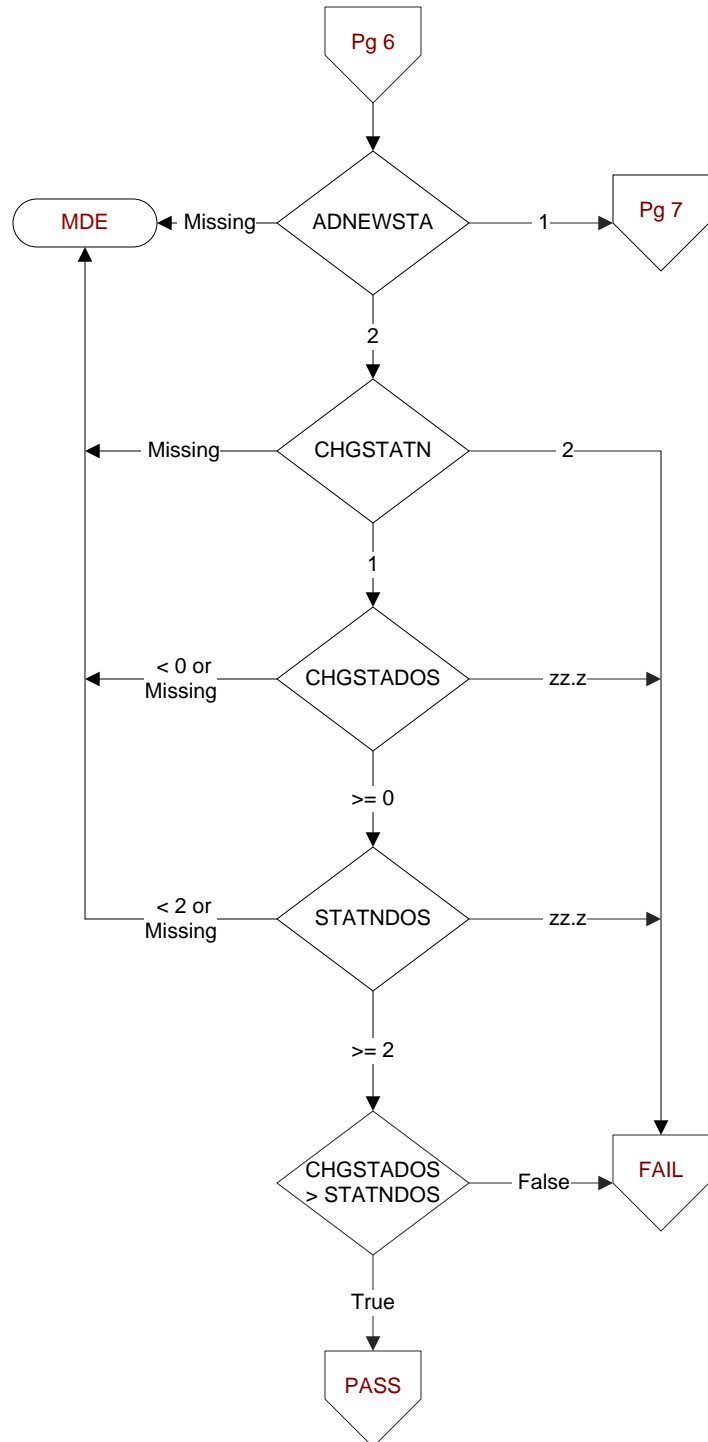 Pg 6
MDE
Missing
ADNEWSTA
1
Pg 7
2
Missing
CHGSTATN
2
1
< 0 or
Missing
CHGSTADOS
zz.z
>= 0
< 2 or
Missing
STATNDOS
zz.z
>= 2
CHGSTADOS
> STATNDOS
False
FAIL
True
PASS